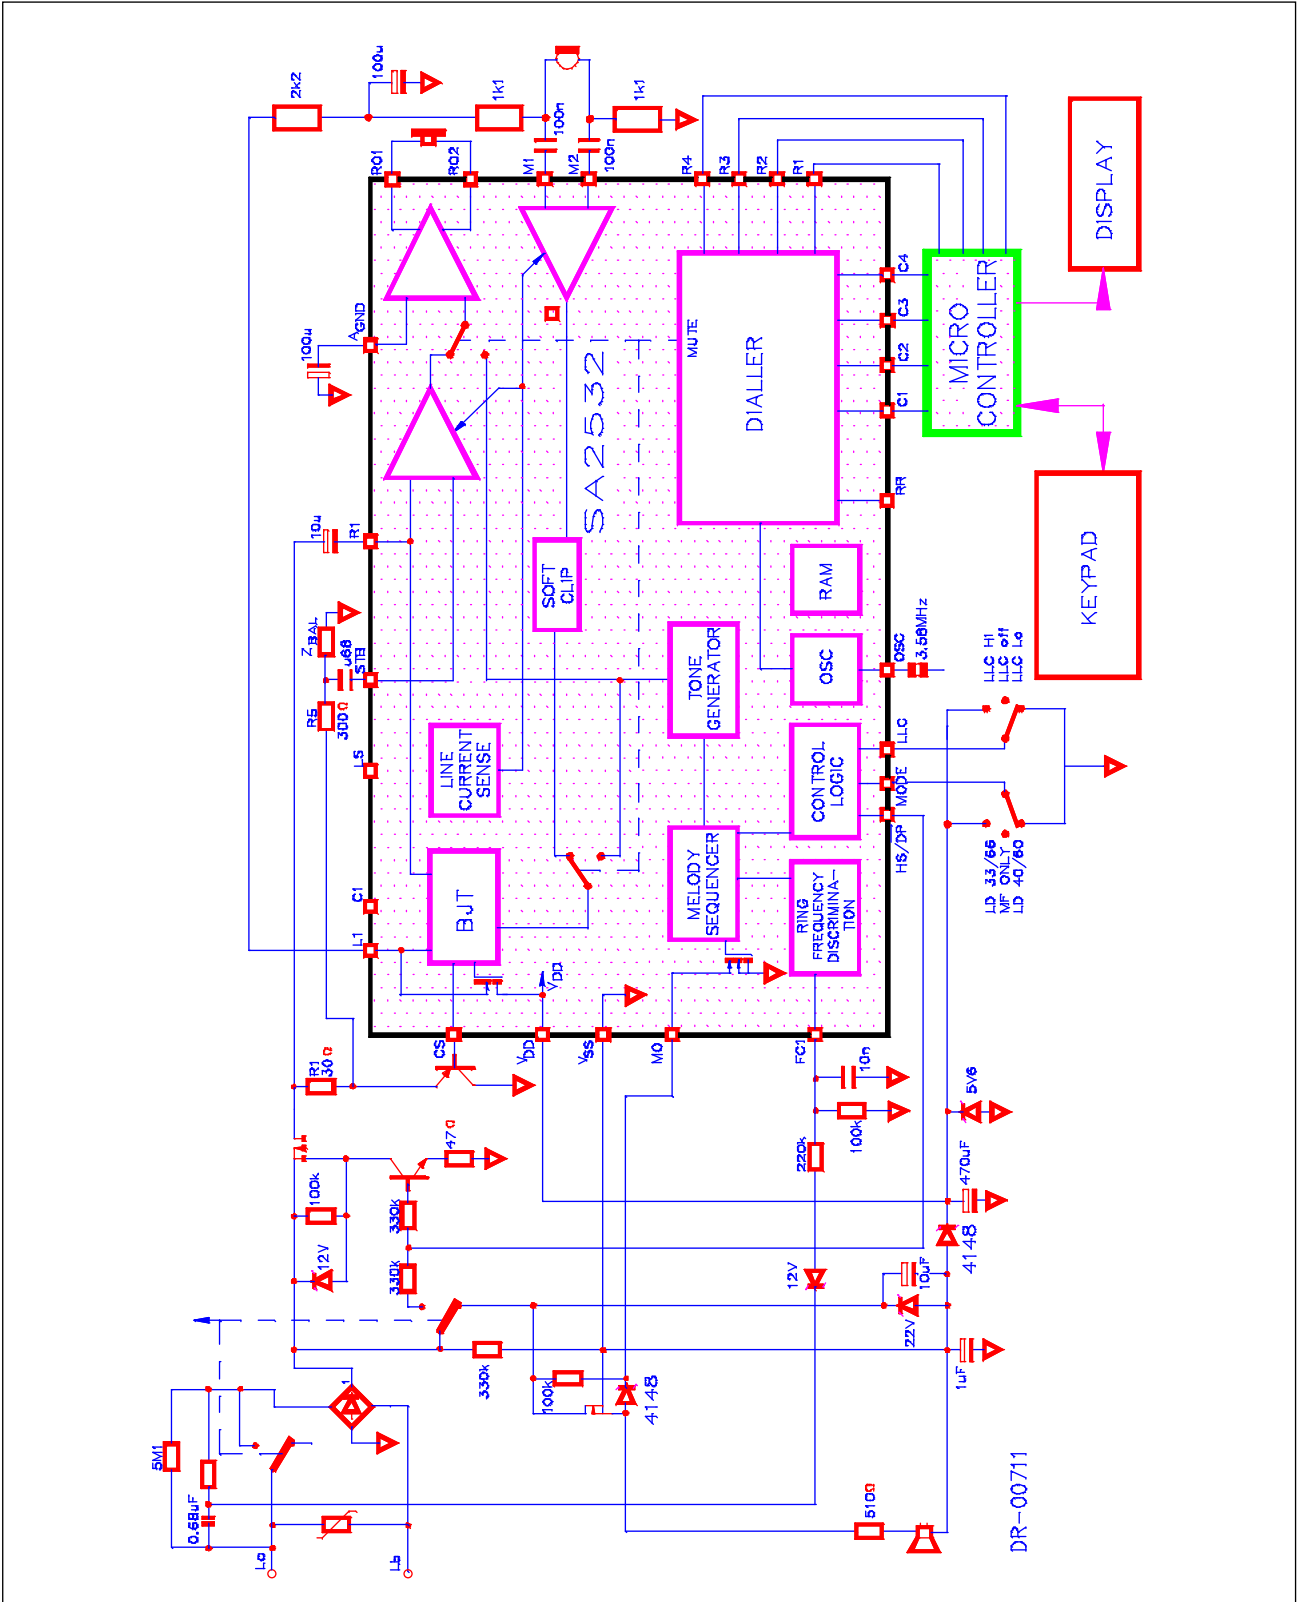 2k2
100u
1k1
100n
1k1
100n
RO1
RO2
M1
M2
R4
R3
R2
R1
AGND
100u
MUTE
DIALLER
SA2532
C4
C3
C2
C1
RR
MICRO
CONTROLLER
DISPLAY
KEYPAD
10u
R1
ZBAL
u68
STB
R5
300Ω
LS
C1
L1
SOFT
CLIP
LINE
CURRENT
SENSE
BJT
TONE
GENERATOR
MELODY
SEQUENCER
RAM
OSC
CONTROL
LOGIC
RING
FREQUENCY
DISCRIMINA-
TION
OSC
3.58MHz
LLC
MODE
HS/DP
LLC HI
LLC off
LLC Lo
LD 33/66
MF ONLY
LD 40/60
VDD
CS
VDD
VSS
MO
FC1
R1
30Ω
47Ω
100k
12V
330k
330k
330k
100k
4148
10n
100k
220k
12V
5V6
470uF
4148
10uF
22V
1uF
510Ω
5M1
0.68uF
1
La
Lb
DR-00711